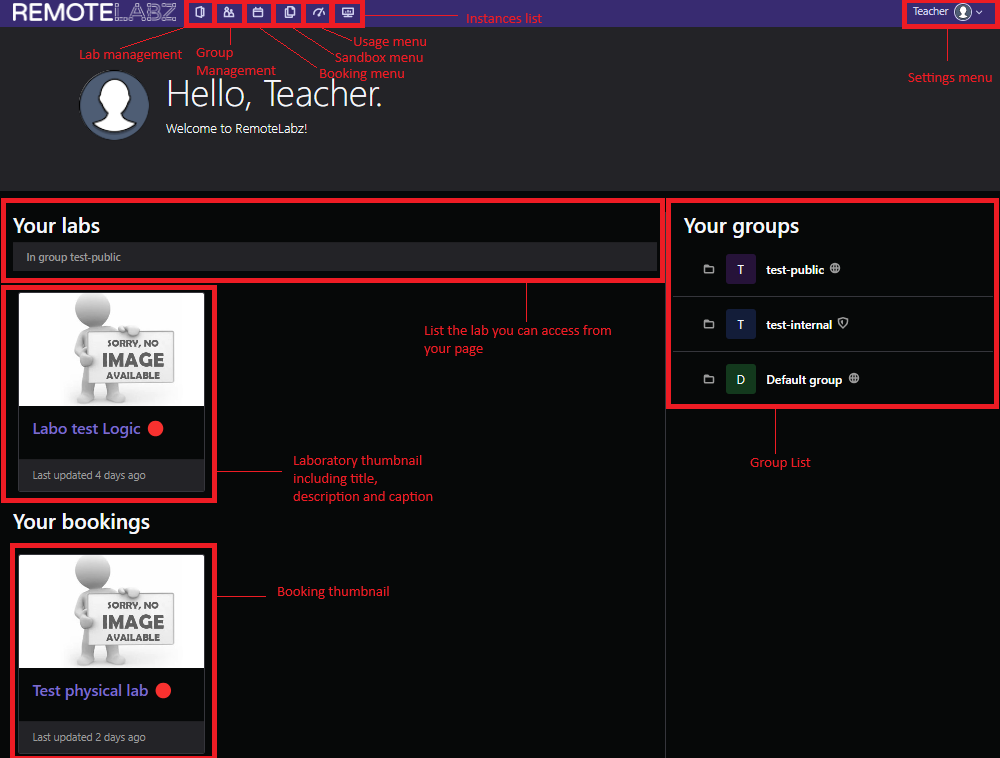 REMOTELABZ
Teacher
Instances list
Lab management
Group
Management
Usage menu
Sandbox menu
Booking menu
Settings menu
Hello, Teacher.
Welcome to RemoteLabz!
Your labs
In group test-public
List the lab you can access from
your page
SORRY, NO
IMAGE
AVAILABLE
Labo test Logic
Last updated 4 days ago
Laboratory thumbnail
including title,
description and caption
Your bookings
SORRY, NO
IMAGE
AVAILABLE
Test physical lab
Last updated 2 days ago
Booking thumbnail
Your groups
T test-public
T test-internal
D Default group
Group List